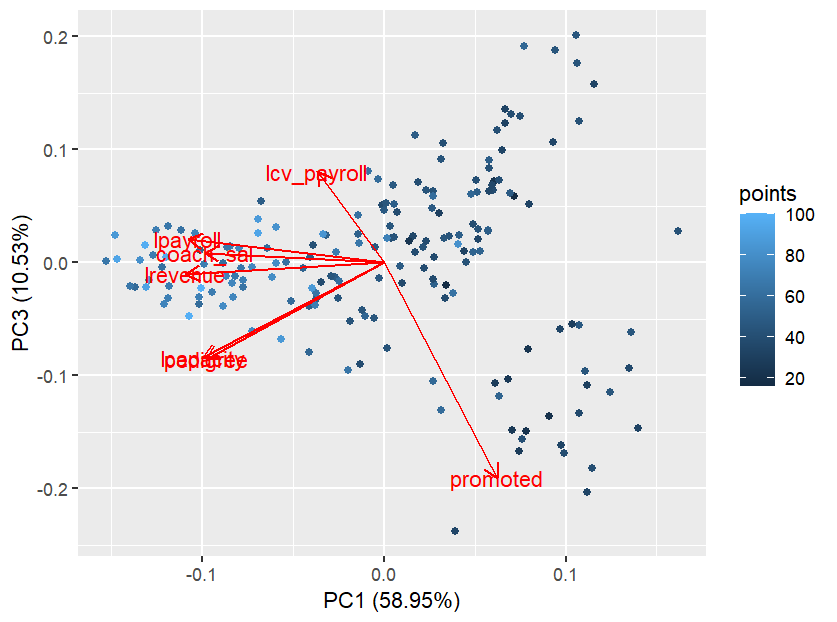 0.2
0.1
0.0
-0.1
-0.2
PC3 (10.53%)
lcv_payroll
lpayroll
coach_sal
lrevenue
promoted
-0.1
0.0
0.1
PC1 (58.95%)
points
100
80
60
40
20